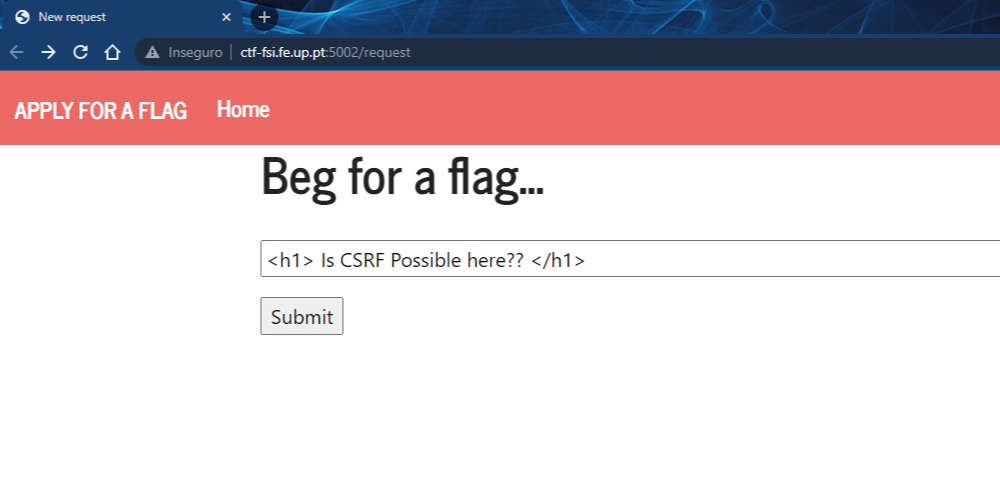 New request
Inseguro ctf-fsi.fe.up.pt:5002/request
APPLY FOR A FLAG Home
Beg for a flag...
<h1> Is CSRF Possible here?? </h1>
Submit